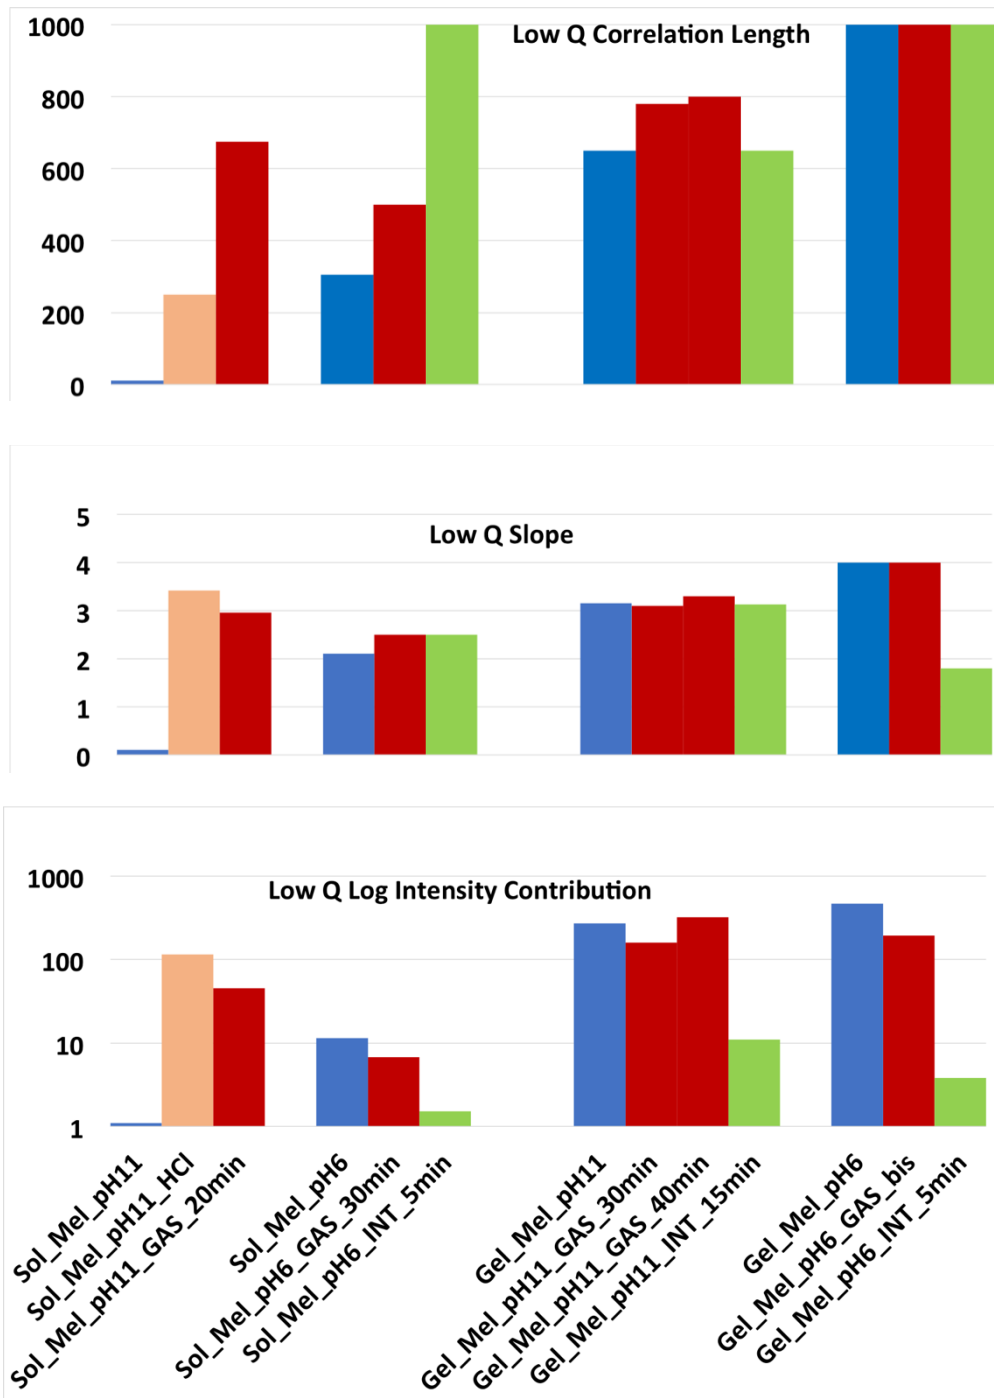 Low Q Correlation Length
1000
800
600
400
200
0
Low Q Slope
5
4
3
2
1
0
Low Q Log Intensity Contribution
1000
100
10
1
Sol_Mel_pH11
Sol_Mel_pH11_HCl
Sol_Mel_pH11_GAS_20min
Sol_Mel_pH6
Sol_Mel_pH6_GAS_30min
Sol_Mel_pH6_INT_5min
Gel_Mel_pH11
Gel_Mel_pH11_GAS_30min
Gel_Mel_pH11_GAS_40min
Gel_Mel_pH11_INT_15min
Gel_Mel_pH6
Gel_Mel_pH6_GAS_bis
Gel_Mel_pH6_INT_5min